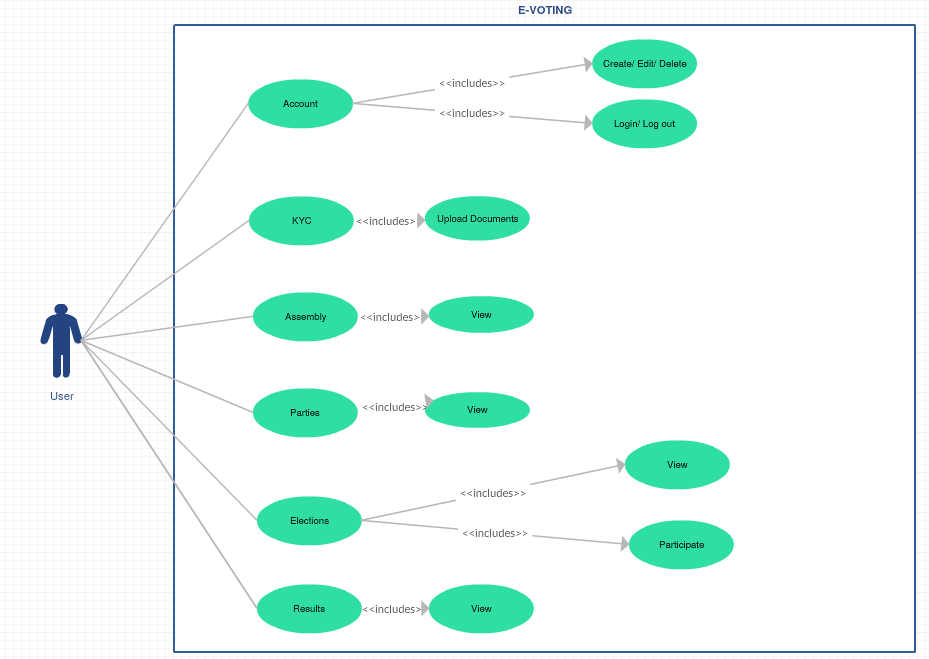 E-VOTING
Create/ Edit/ Delete
<<includes>>
Account
<<includes>>
Login/ Log out
KYC
<<includes>
Upload Documents
Assembly
<<includes>
View
Parties
<<includes>>
View
View
<<includes>>
Elections
<<includes>>
Participate
Results
<<includes>
View
User